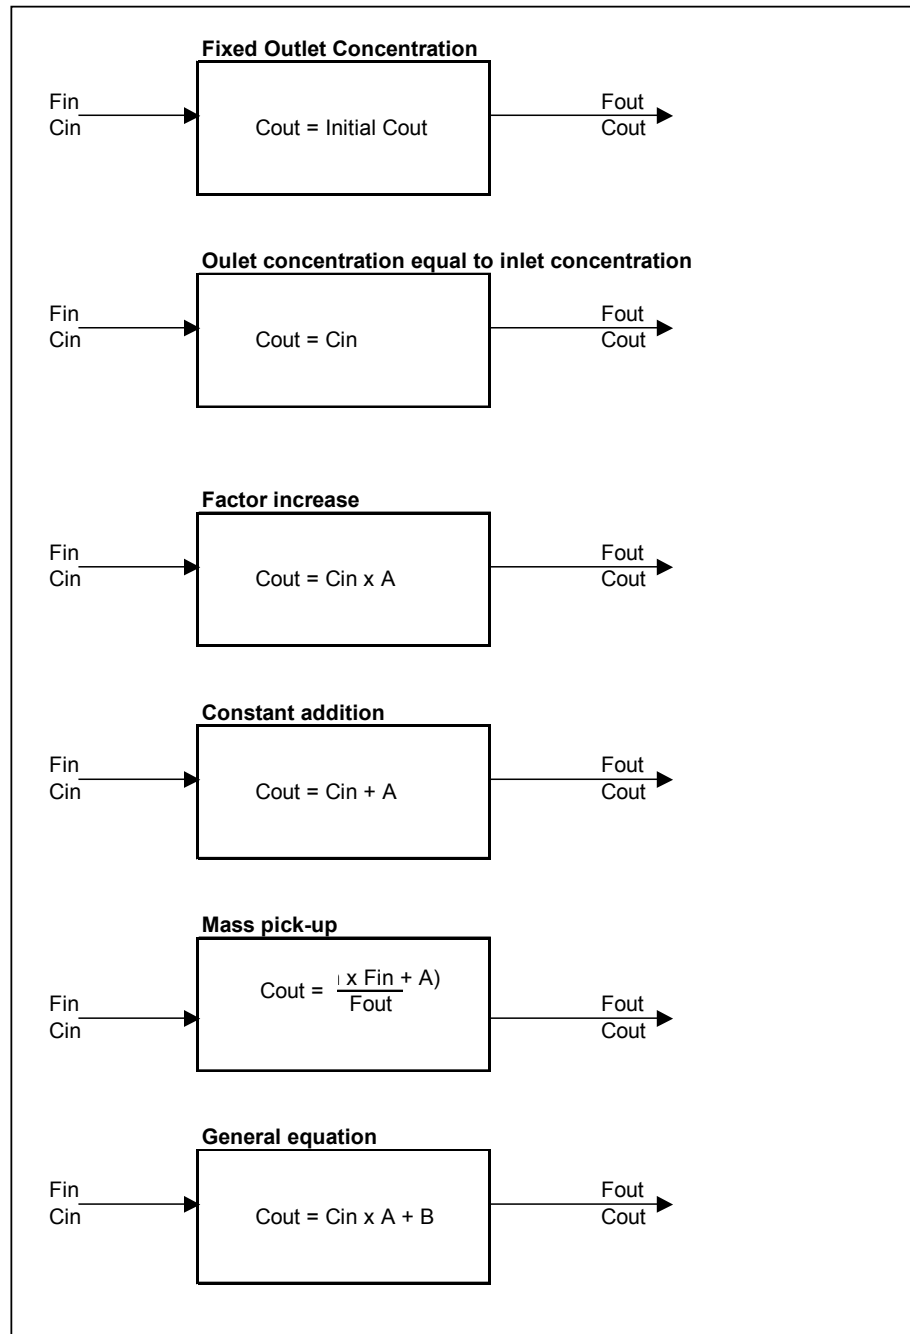 Fixed Outlet Concentration
Fin
Cin
Cout = Initial Cout
Fout
Cout
Oulet concentration equal to inlet concentration
Fin
Cin
Cout = Cin
Fout
Cout
Factor increase
Fin
Cin
Cout = Cin x A
Fout
Cout
Constant addition
Fin
Cin
Cout = Cin + A
Fout
Cout
Mass pick-up
Fin
Cin
Cout = x Fin + A)
Fout
Fout
Cout
General equation
Fin
Cin
Cout = Cin x A + B
Fout
Cout